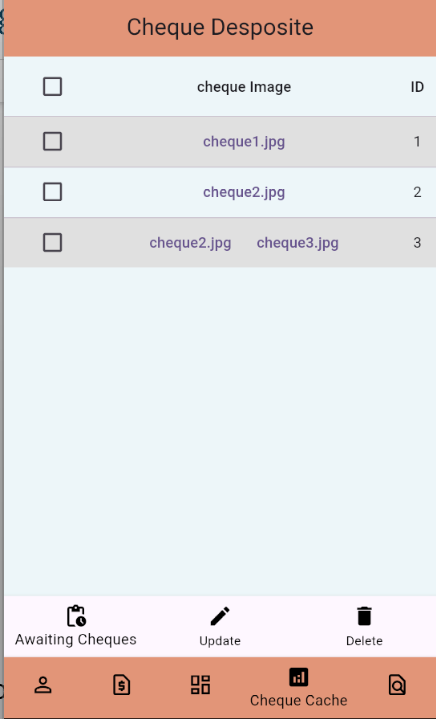 Cheque Desposite
cheque Image ID
cheque1.jpg 1
cheque2.jpg 2
cheque2.jpg cheque3.jpg 3
Awaiting Cheques Update Delete
Cheque Cache